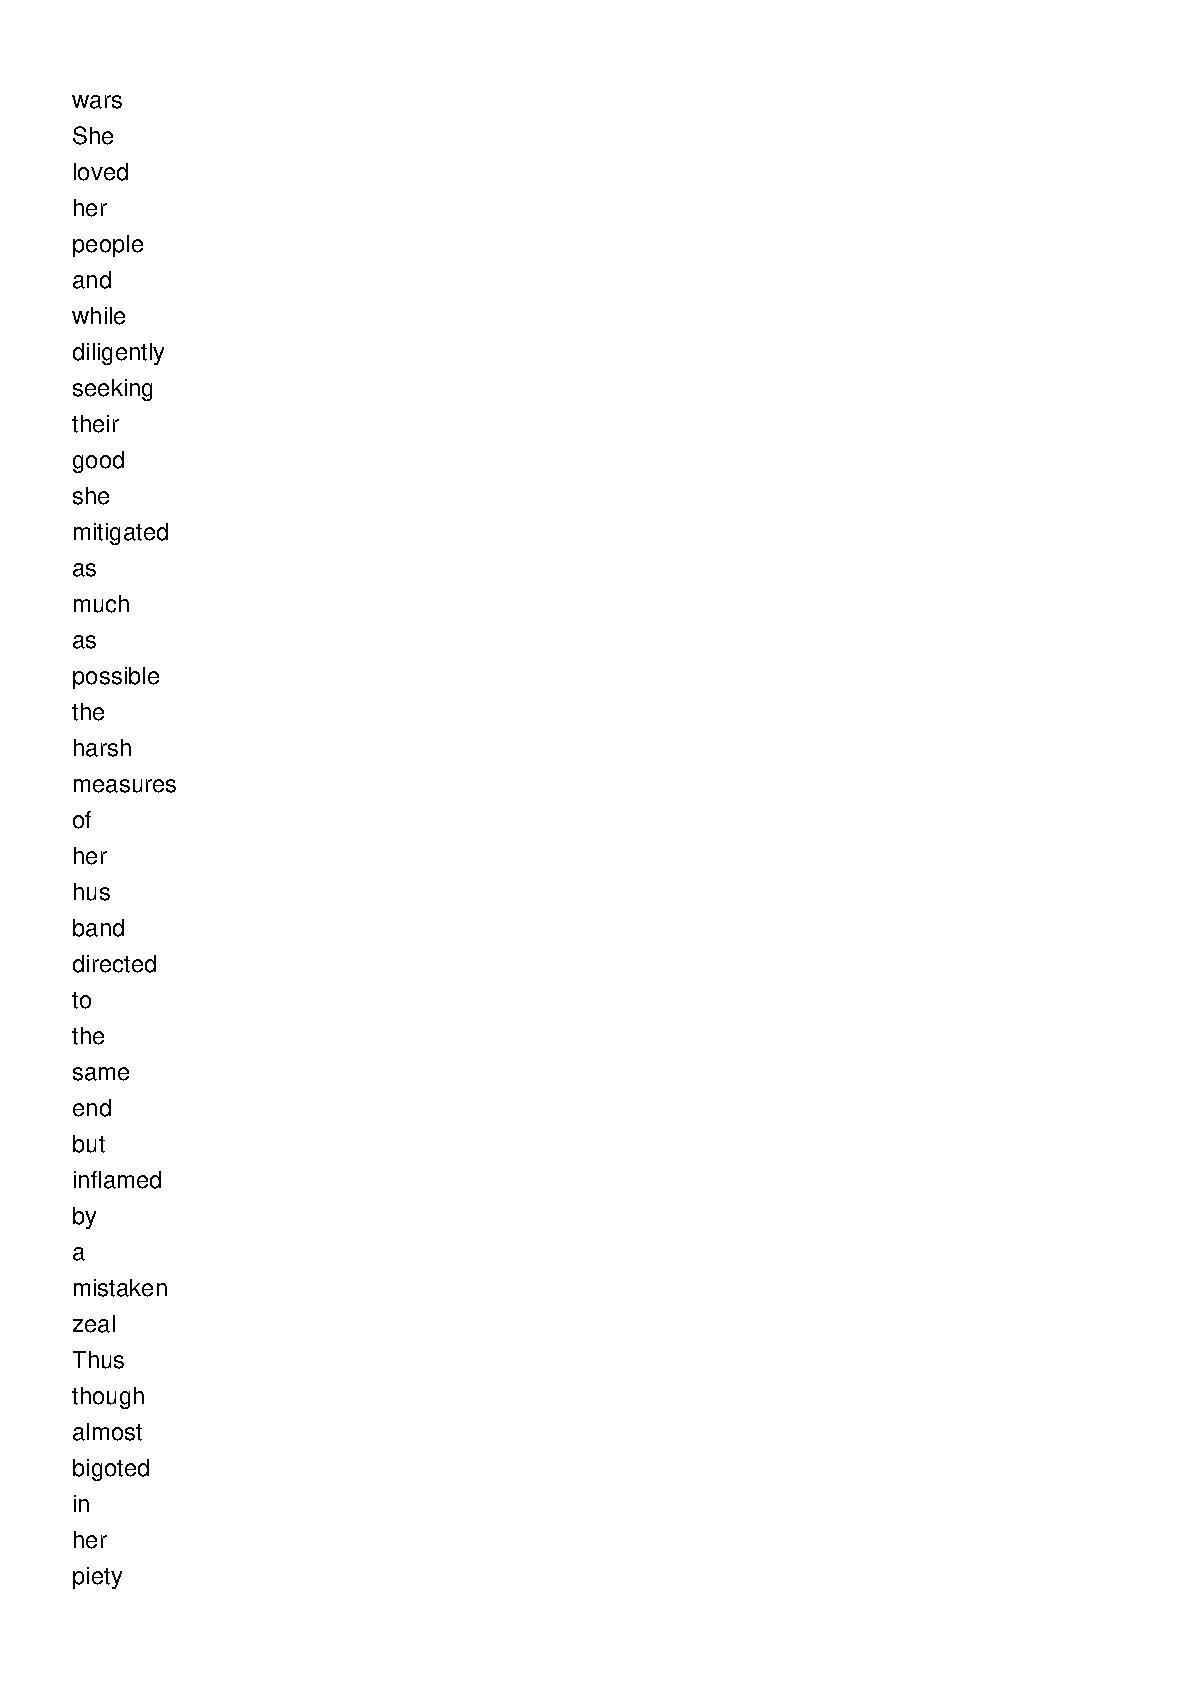 wars
She
loved
her
people
and
while
diligently
seeking
their
good
she
mitigated
as
much
as
possible
the
harsh
measures
of
her
hus
band
directed
to
the
same
end
but
inflamed
by
a
mistaken
zeal
Thus
though
almost
bigoted
in
her
piety